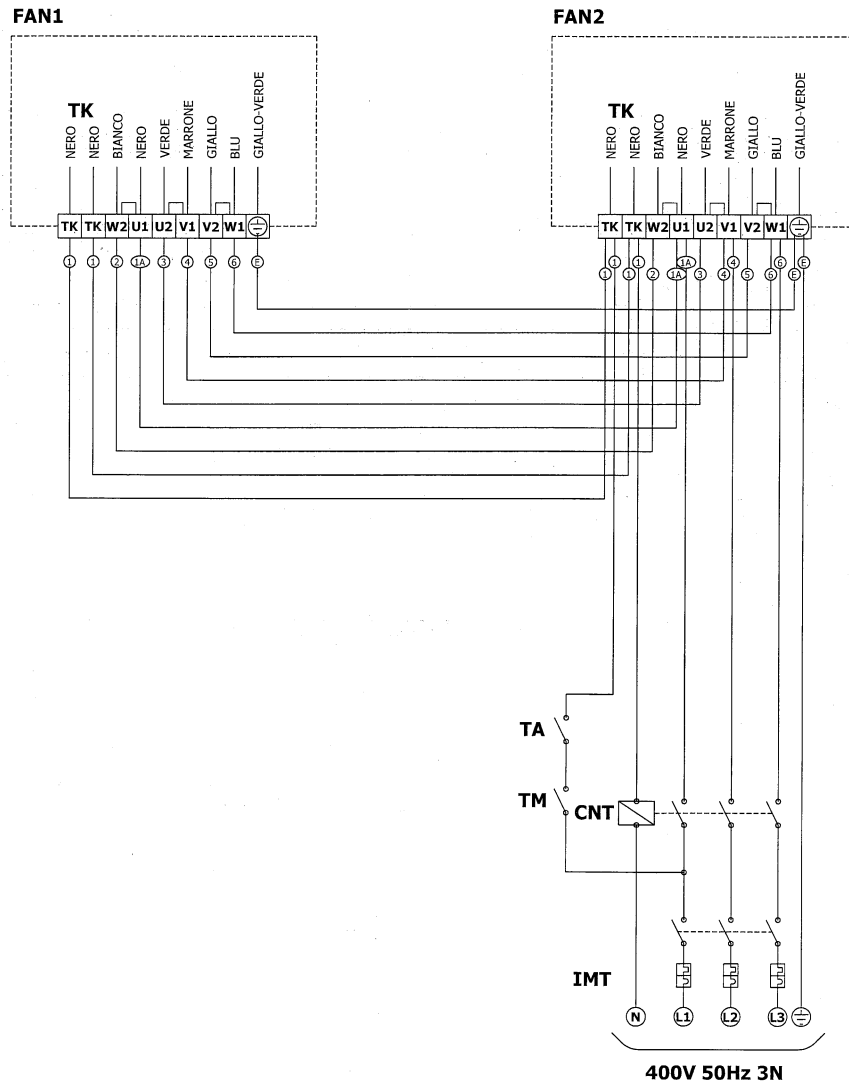 FAN1
FAN2
TK
NERO
NERO
BIANCO
NERO
VERDE
MARRONE
GIALLO
BLU
GIALLO-VERDE
TK
NERO
NERO
BIANCO
NERO
VERDE
MARRONE
GIALLO
BLU
GIALLO-VERDE
TK TK W2 U1 U2 V1 V2 W1
TK TK W2 U1 U2 V1 V2 W1
1 1 2 1A 3 4 5 6 E
1 1 1A 4 6 E
1 1 2 1A 3 4 5 6 E
TA
TM
CNT
IMT
N L1 L2 L3
400V 50Hz 3N